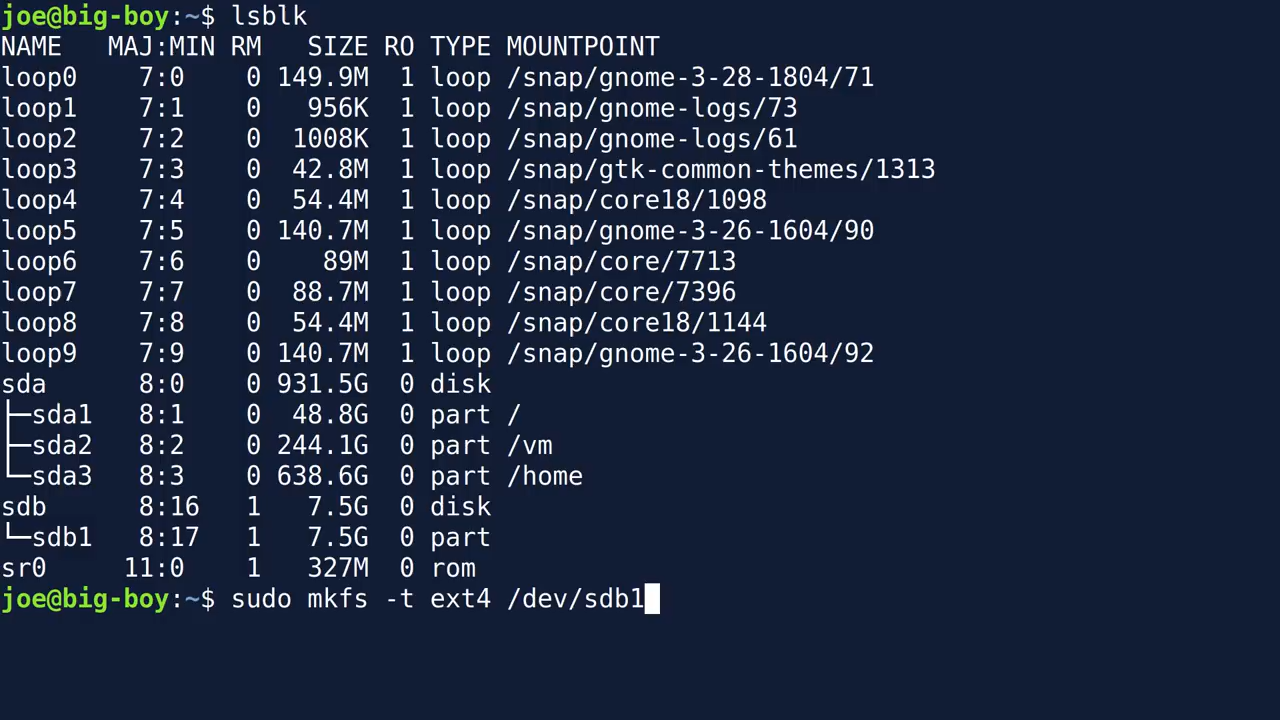 joe@big-boy:~$ lsblk
NAME   MAJ:MIN RM   SIZE RO TYPE MOUNTPOINT
loop0    7:0    0 149.9M  1 loop /snap/gnome-3-28-1804/71
loop1    7:1    0   956K  1 loop /snap/gnome-logs/73
loop2    7:2    0  1008K  1 loop /snap/gnome-logs/61
loop3    7:3    0  42.8M  1 loop /snap/gtk-common-themes/1313
loop4    7:4    0  54.4M  1 loop /snap/core18/1098
loop5    7:5    0 140.7M  1 loop /snap/gnome-3-26-1604/90
loop6    7:6    0    89M  1 loop /snap/core/7713
loop7    7:7    0  88.7M  1 loop /snap/core/7396
loop8    7:8    0  54.4M  1 loop /snap/core18/1144
loop9    7:9    0 140.7M  1 loop /snap/gnome-3-26-1604/92
sda      8:0    0 931.5G  0 disk
├─sda1   8:1    0  48.8G  0 part /
├─sda2   8:2    0 244.1G  0 part /vm
└─sda3   8:3    0 638.6G  0 part /home
sdb      8:16   1   7.5G  0 disk
└─sdb1   8:17   1   7.5G  0 part
sr0     11:0    1   327M  0 rom
joe@big-boy:~$ sudo mkfs -t ext4 /dev/sdb1